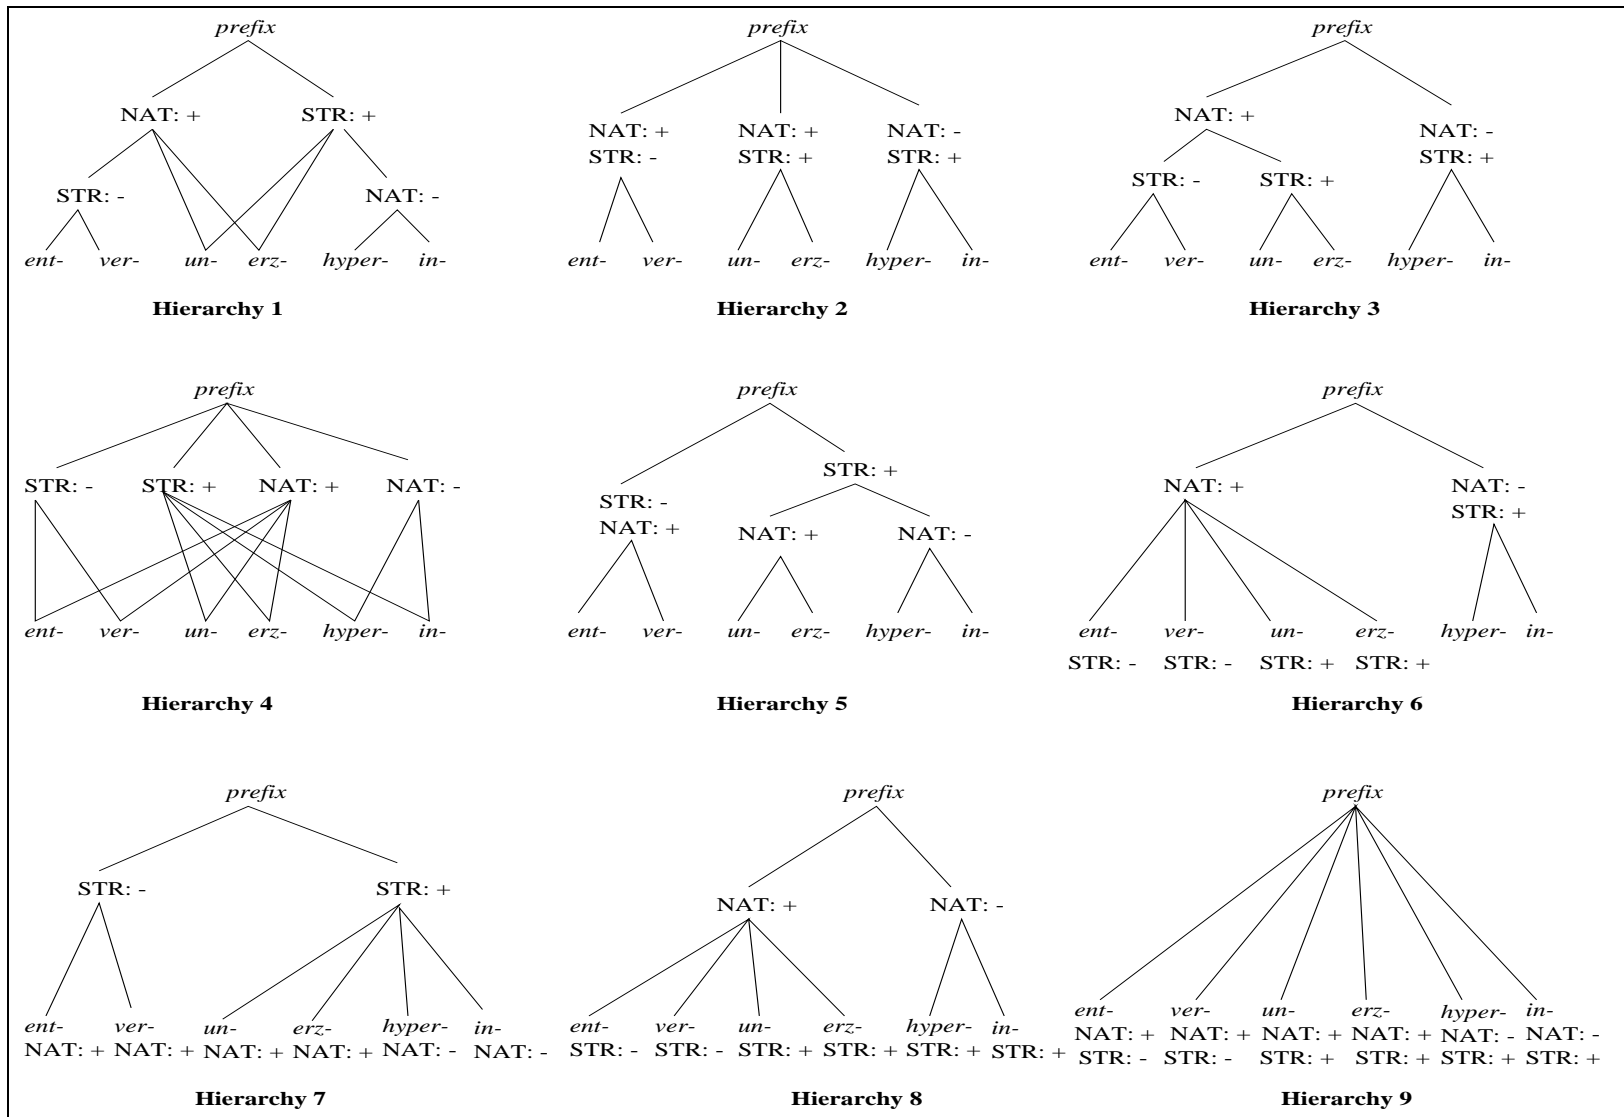 prefix
NAT: + STR: +
STR: - NAT: -
ent- ver- un- erz- hyper- in-
Hierarchy 1
prefix
NAT: + NAT: + NAT: -
STR: - STR: + STR: +
ent- ver- un- erz- hyper- in-
Hierarchy 2
prefix
NAT: + NAT: -
STR: +
STR: - STR: +
ent- ver- un- erz- hyper- in-
Hierarchy 3
prefix
STR: - STR: + NAT: + NAT: -
ent- ver- un- erz- hyper- in-
Hierarchy 4
prefix
STR: +
STR: -
NAT: + NAT: + NAT: -
ent- ver- un- erz- hyper- in-
Hierarchy 5
prefix
NAT: + NAT: -
STR: +
ent- ver- un- erz- hyper- in-
STR: - STR: - STR: + STR: +
Hierarchy 6
prefix
STR: - STR: +
ent- ver- un- erz- hyper- in-
NAT: + NAT: + NAT: + NAT: + NAT: - NAT: -
Hierarchy 7
prefix
NAT: + NAT: -
ent- ver- un- erz- hyper- in-
STR: - STR: - STR: + STR: + STR: + STR: +
Hierarchy 8
prefix
ent- ver- un- erz- hyper- in-
NAT: + NAT: + NAT: + NAT: + NAT: - NAT: -
STR: - STR: - STR: + STR: + STR: + STR: +
Hierarchy 9